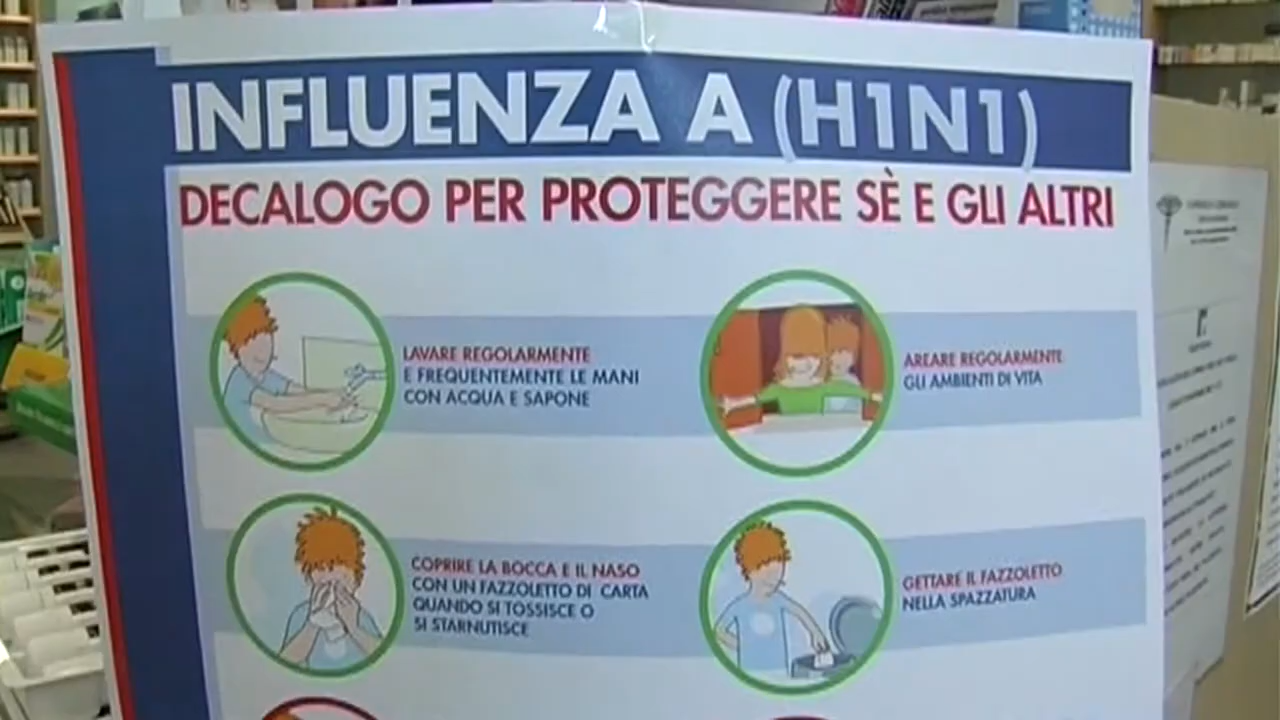 INFLUENZA A (H1N1)
DECALOGO PER PROTEGGERE SÈ E GLI ALTRI
LAVARE REGOLARMENTE
E FREQUENTEMENTE LE MANI
CON ACQUA E SAPONE
AREARE REGOLARMENTE
GLI AMBIENTI DI VITA
COPRIRE LA BOCCA E IL NASO
CON UN FAZZOLETTO DI CARTA
QUANDO SI TOSSISCE O
SI STARNUTISCE
GETTARE IL FAZZOLETTO
NELLA SPAZZATURA